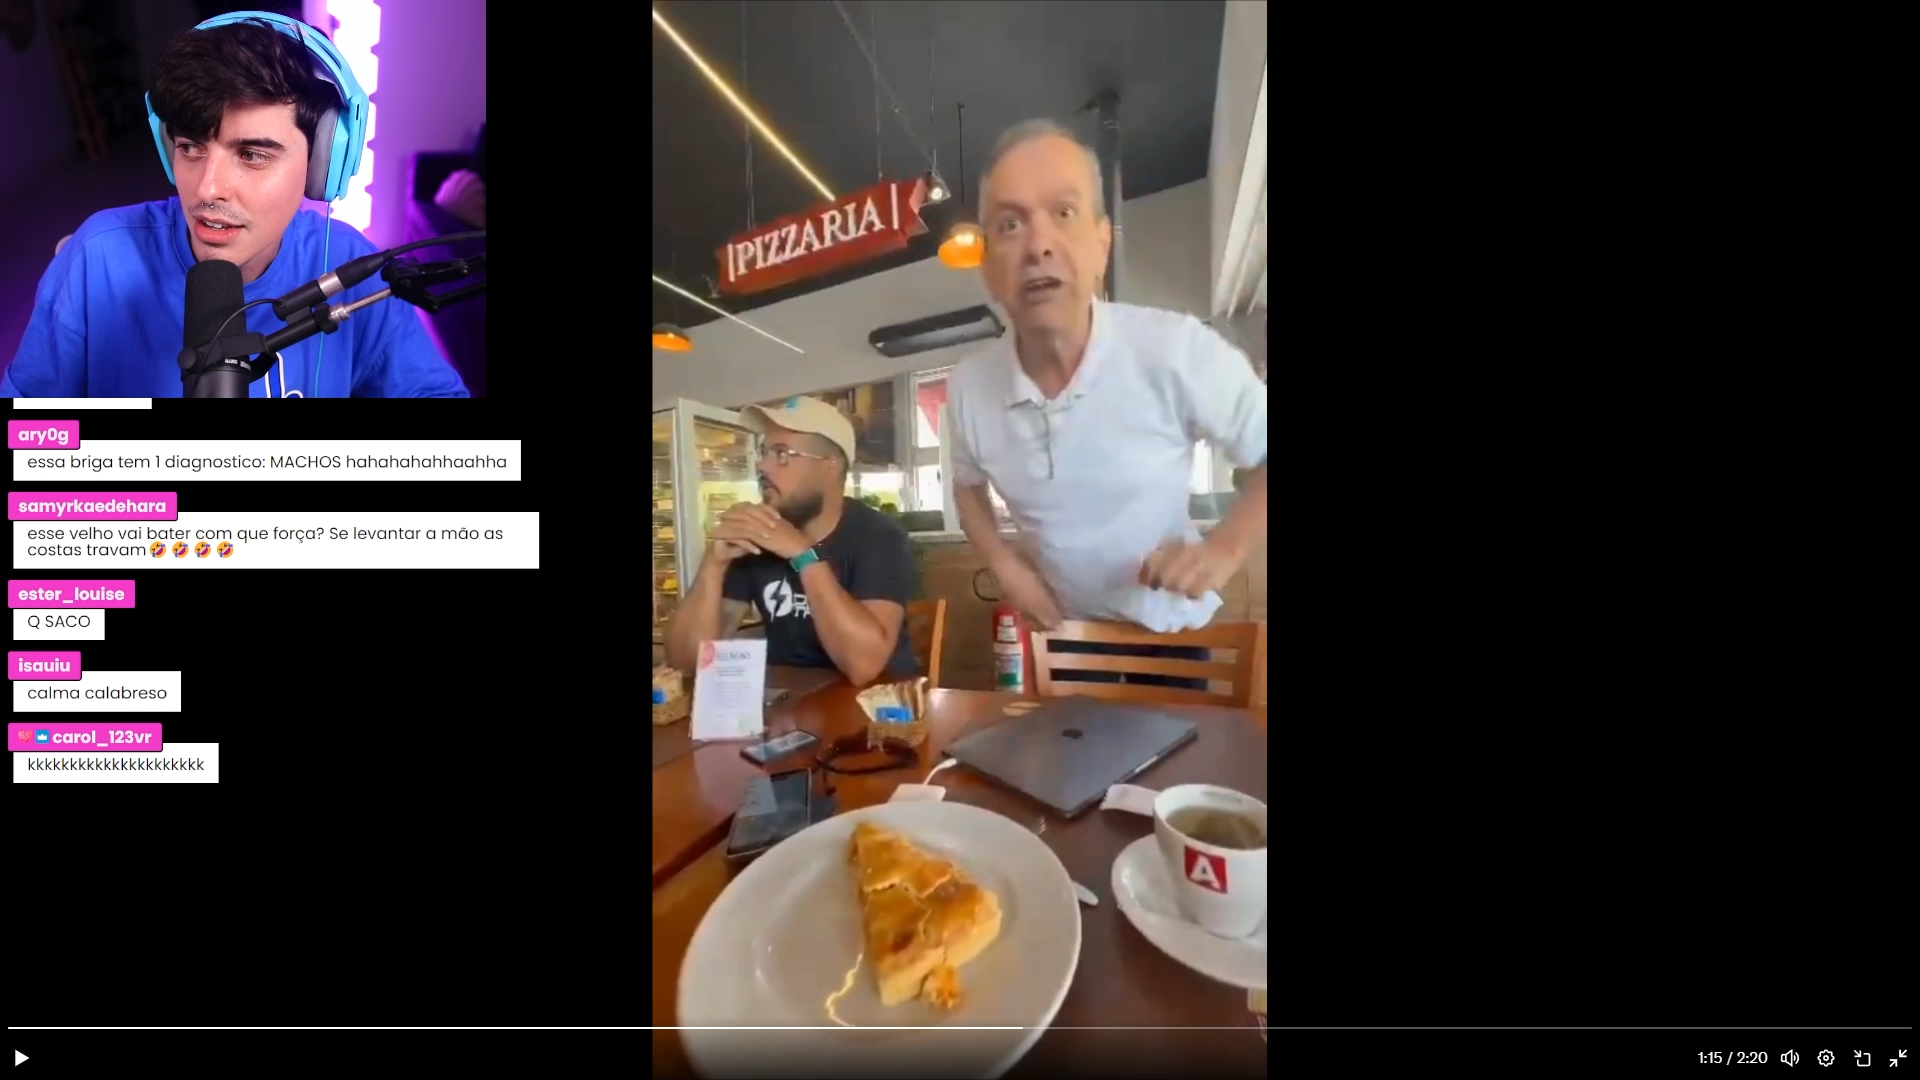 |PIZZARIA|
ary0g
essa briga tem 1 diagnostico: MACHOS hahahahahhaahha
samyrkaedehara
esse velho vai bater com que força? Se levantar a mão as
costas travam🤣🤣🤣🤣
ester_louise
Q SACO
isauiu
calma calabreso
carol_123vr
kkkkkkkkkkkkkkkkkkkkk
A
1:15 / 2:20